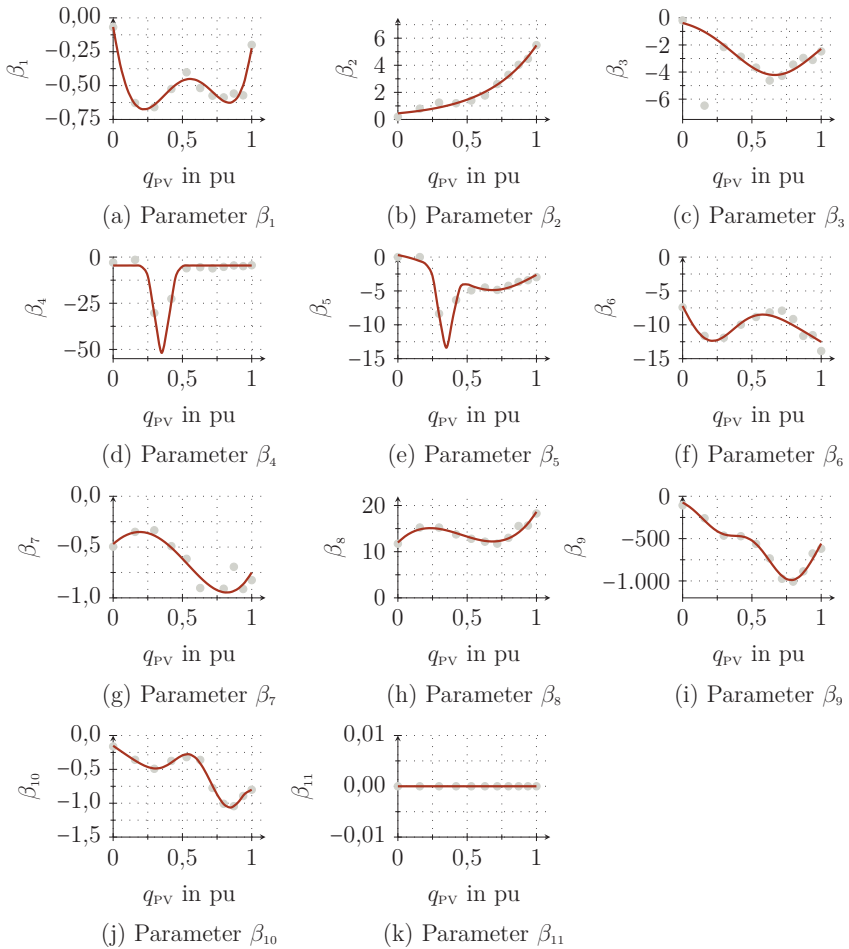 0,00
−0,25
−0,50
−0,75
β1
0 0,5 1
qPV in pu
(a) Parameter β1
6
4
2
0
β2
0 0,5 1
qPV in pu
(b) Parameter β2
0
−2
−4
−6
β3
0 0,5 1
qPV in pu
(c) Parameter β3
0
−25
−50
β4
0 0,5 1
qPV in pu
(d) Parameter β4
0
−5
−10
−15
β5
0 0,5 1
qPV in pu
(e) Parameter β5
0
−5
−10
−15
β6
0 0,5 1
qPV in pu
(f) Parameter β6
0,0
−0,5
−1,0
β7
0 0,5 1
qPV in pu
(g) Parameter β7
20
10
0
β8
0 0,5 1
qPV in pu
(h) Parameter β8
0
−500
−1.000
β9
0 0,5 1
qPV in pu
(i) Parameter β9
0,0
−0,5
−1,0
−1,5
β10
0 0,5 1
qPV in pu
(j) Parameter β10
0,01
0,00
−0,01
β11
0 0,5 1
qPV in pu
(k) Parameter β11